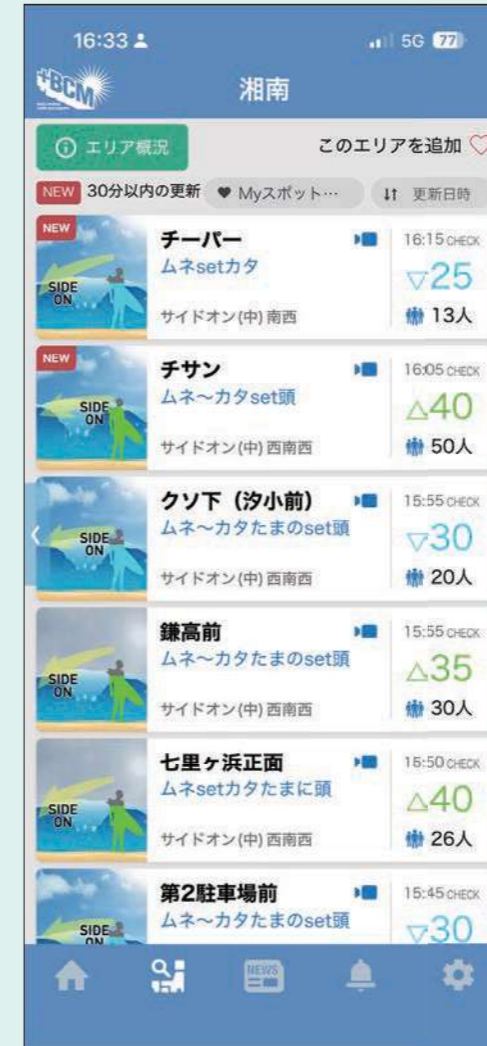 16:33
5G 77
+BCM
湘南
エリア概況
このエリアを追加
NEW 30分以内の更新
Myスポット…
更新日時
NEW
SIDE ON
チーパー
ムネsetカタ
サイドオン(中)南西
16:15 CHECK
▽25
13人
NEW
SIDE ON
チサン
ムネ〜カタset頭
サイドオン(中)西南西
16:05 CHECK
△40
50人
SIDE ON
クソ下（汐小前）
ムネ〜カタたまのset頭
サイドオン(中)西南西
15:55 CHECK
▽30
20人
SIDE ON
鎌高前
ムネ〜カタたまのset頭
サイドオン(中)西南西
15:55 CHECK
△35
30人
SIDE ON
七里ヶ浜正面
ムネsetカタたまに頭
サイドオン(中)西南西
15:50 CHECK
△40
26人
SIDE ON
第2駐車場前
ムネ〜カタたまのset頭
15:45 CHECK
▽30
NEWS